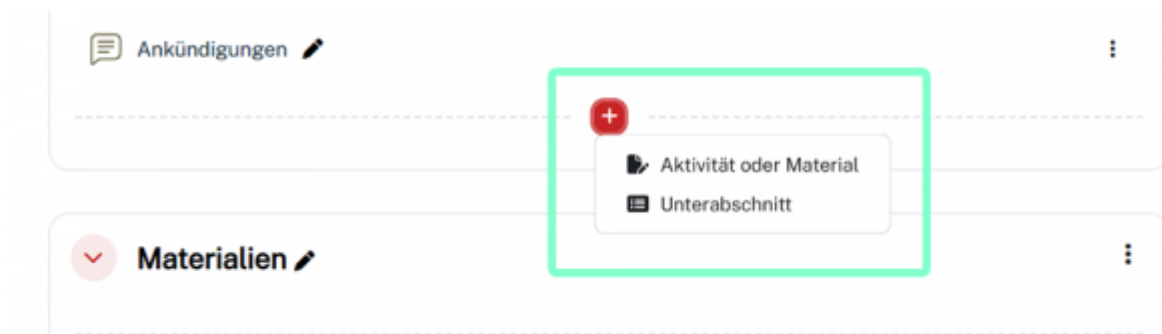 Ankündigungen
Aktivität oder Material
Unterabschnitt
Materialien